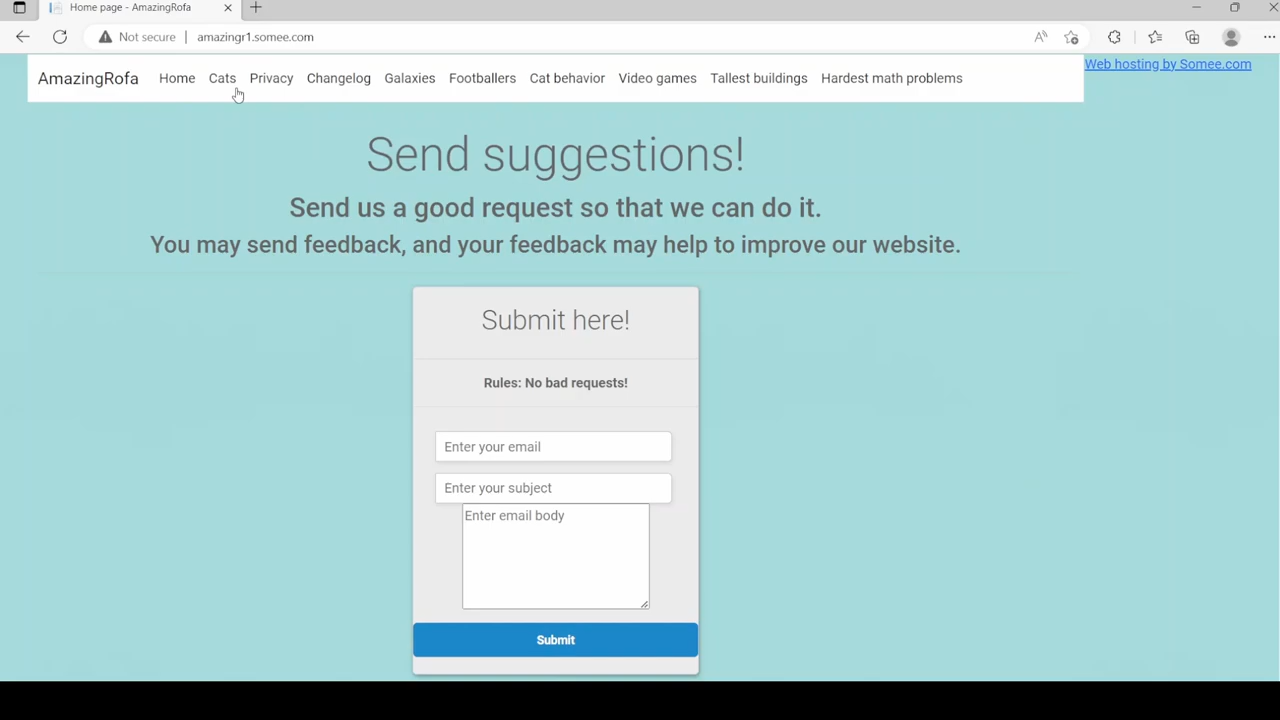 Home page - AmazingRofa
Not secure | amazingr1.somee.com
AmazingRofa Home Cats Privacy Changelog Galaxies Footballers Cat behavior Video games Tallest buildings Hardest math problems
Web hosting by Somee.com
Send suggestions!
Send us a good request so that we can do it.
You may send feedback, and your feedback may help to improve our website.
Submit here!
Rules: No bad requests!
Enter your email
Enter your subject
Enter email body
Submit